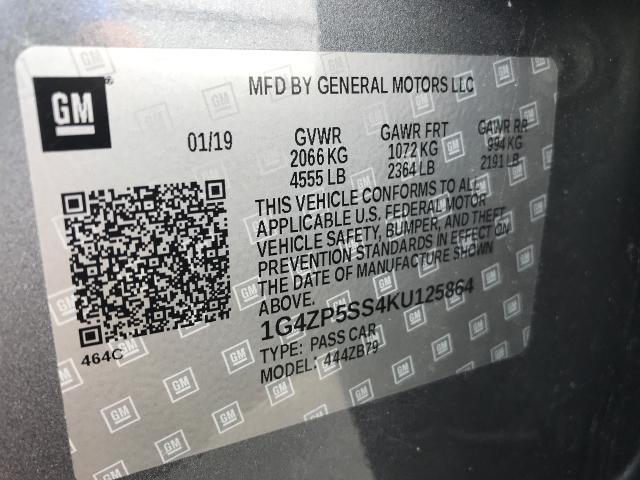 GM
MFD BY GENERAL MOTORS LLC
01/19
GVWR
2066 KG
4555 LB
GAWR FRT
1072 KG
2364 LB
GAWR RR
994 KG
2191 LB
THIS VEHICLE CONFORMS TO ALL
APPLICABLE U.S. FEDERAL MOTOR
VEHICLE SAFETY, BUMPER, AND THEFT
PREVENTION STANDARDS IN EFFECT ON
THE DATE OF MANUFACTURE SHOWN
ABOVE.
1G4ZP5SS4KU125864
TYPE: PASS CAR
MODEL: 444ZB79
464C